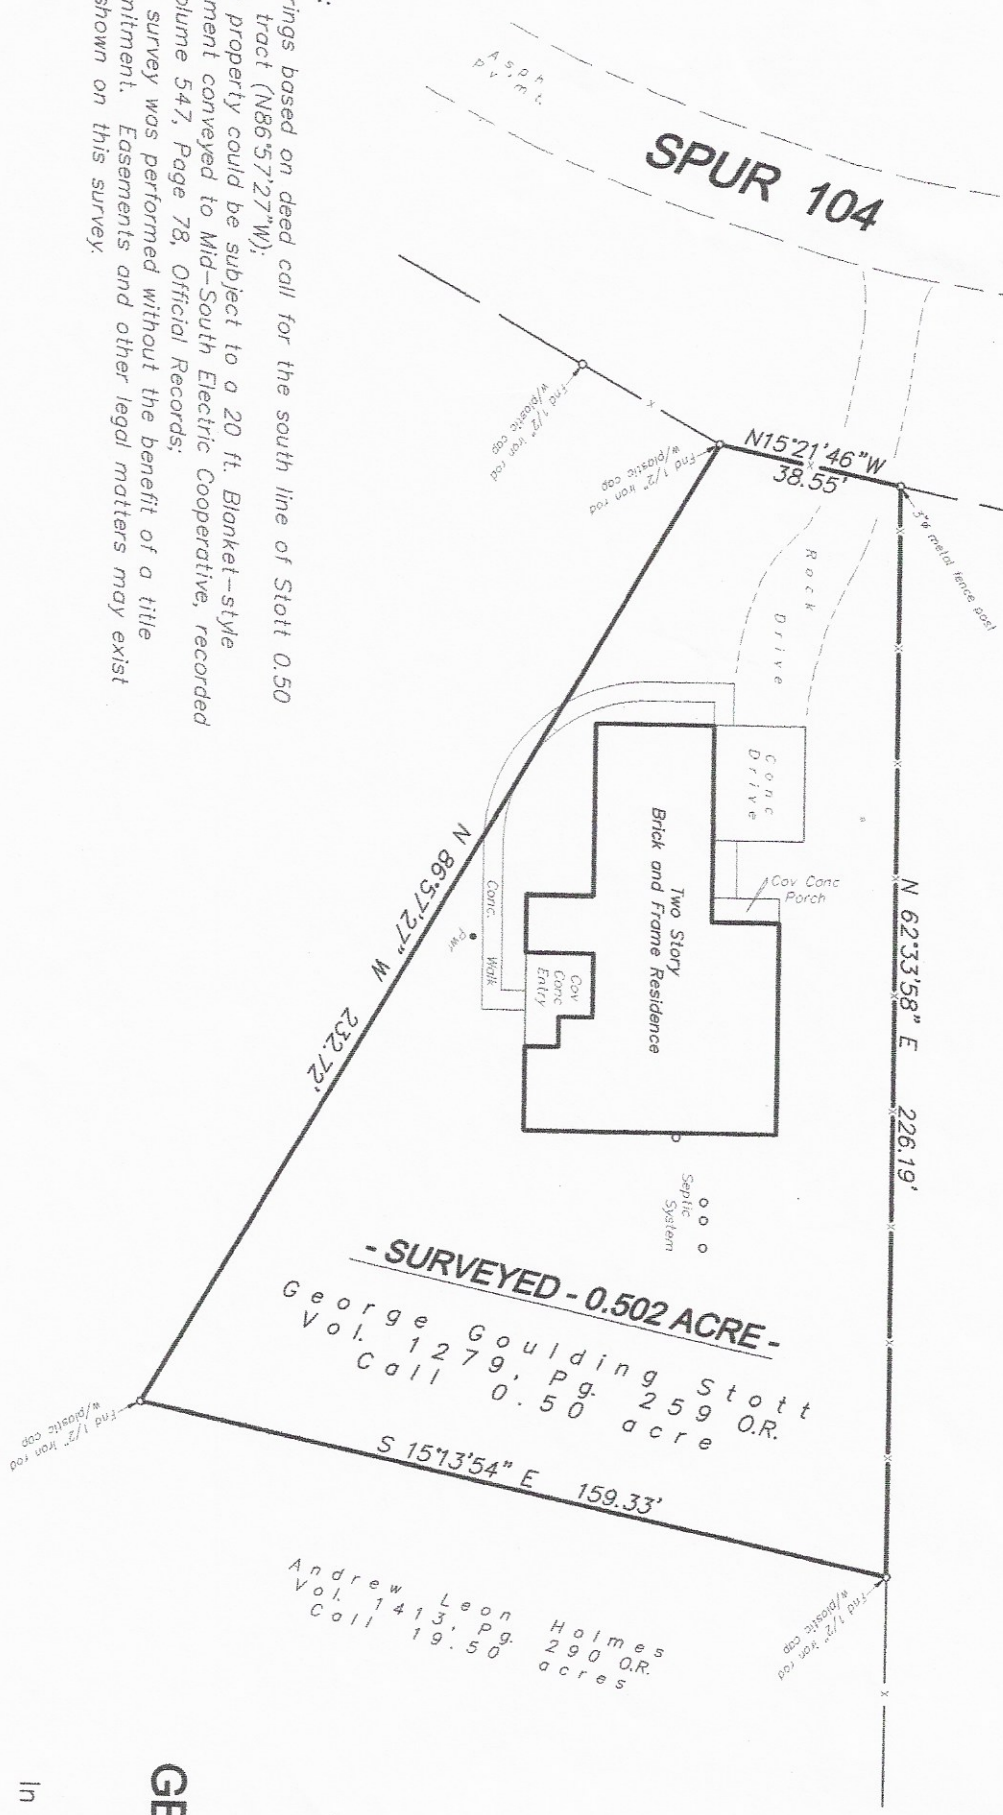 :
rings based on deed call for the south line of Stott 0.50
tract (N86°57'27"W);
property could be subject to a 20 ft. Blanket-style
ment conveyed to Mid-South Electric Cooperative, recorded
olume 547, Page 78, Official Records;
survey was performed without the benefit of a title
mitment. Easements and other legal matters may exist
shown on this survey.
Asph
Pvmt.
SPUR 104
Fnd 1/2" iron rod
w/plastic cap
Fnd 1/2" iron rod
w/plastic cap
N15°21'46"W
38.55'
3"ø metal fence post
Rock Drive
Conc
Drive
Cov Conc
Porch
Two Story
Brick and Frame Residence
Cov
Conc
Entry
Conc. Walk
pwr
N 62°33'58" E 226.19'
N 86°57'27" W 232.72'
Septic
System
- SURVEYED - 0.502 ACRE -
George Goulding Stott
Vol. 1279, Pg. 259 O.R.
Call 0.50 acre
S 15°13'54" E 159.33'
Fnd 1/2" iron rod
w/plastic cap
Fnd 1/2" iron rod
w/plastic cap
Andrew Leon Holmes
Vol. 1413, Pg. 290 O.R.
Call 19.50 acres
GE
In